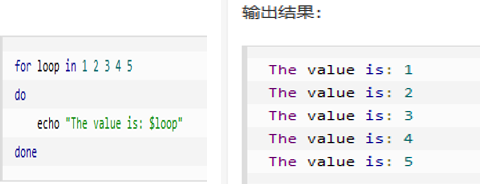 for loop in 1 2 3 4 5
do
    echo "The value is: $loop"
done
输出结果：
The value is: 1
The value is: 2
The value is: 3
The value is: 4
The value is: 5